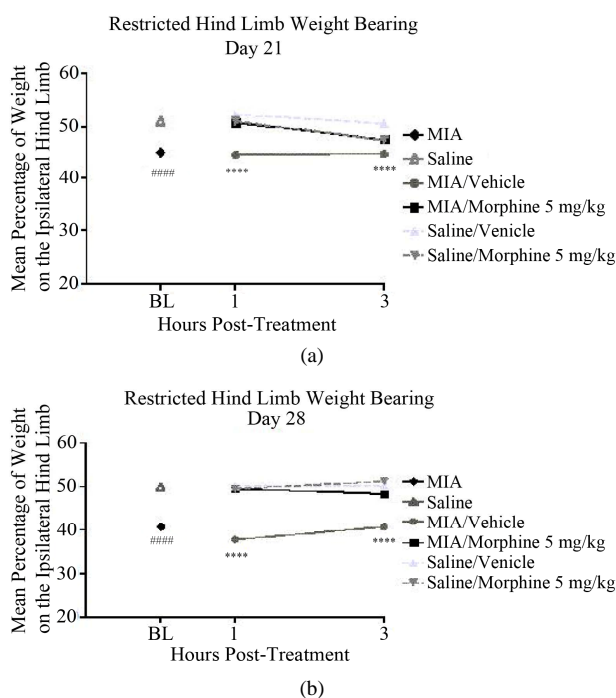 Restricted Hind Limb Weight Bearing
Day 21
Mean Percentage of Weight
on the Ipsilateral Hind Limb
60
50
40
30
20
####
****
****
BL
1
3
Hours Post-Treatment
MIA
Saline
MIA/Vehicle
MIA/Morphine 5 mg/kg
Saline/Venicle
Saline/Morphine 5 mg/kg
(a)
Restricted Hind Limb Weight Bearing
Day 28
Mean Percentage of Weight
on the Ipsilateral Hind Limb
60
50
40
30
20
####
****
****
BL
1
3
Hours Post-Treatment
MIA
Saline
MIA/Vehicle
MIA/Morphine 5 mg/kg
Saline/Venicle
Saline/Morphine 5 mg/kg
(b)